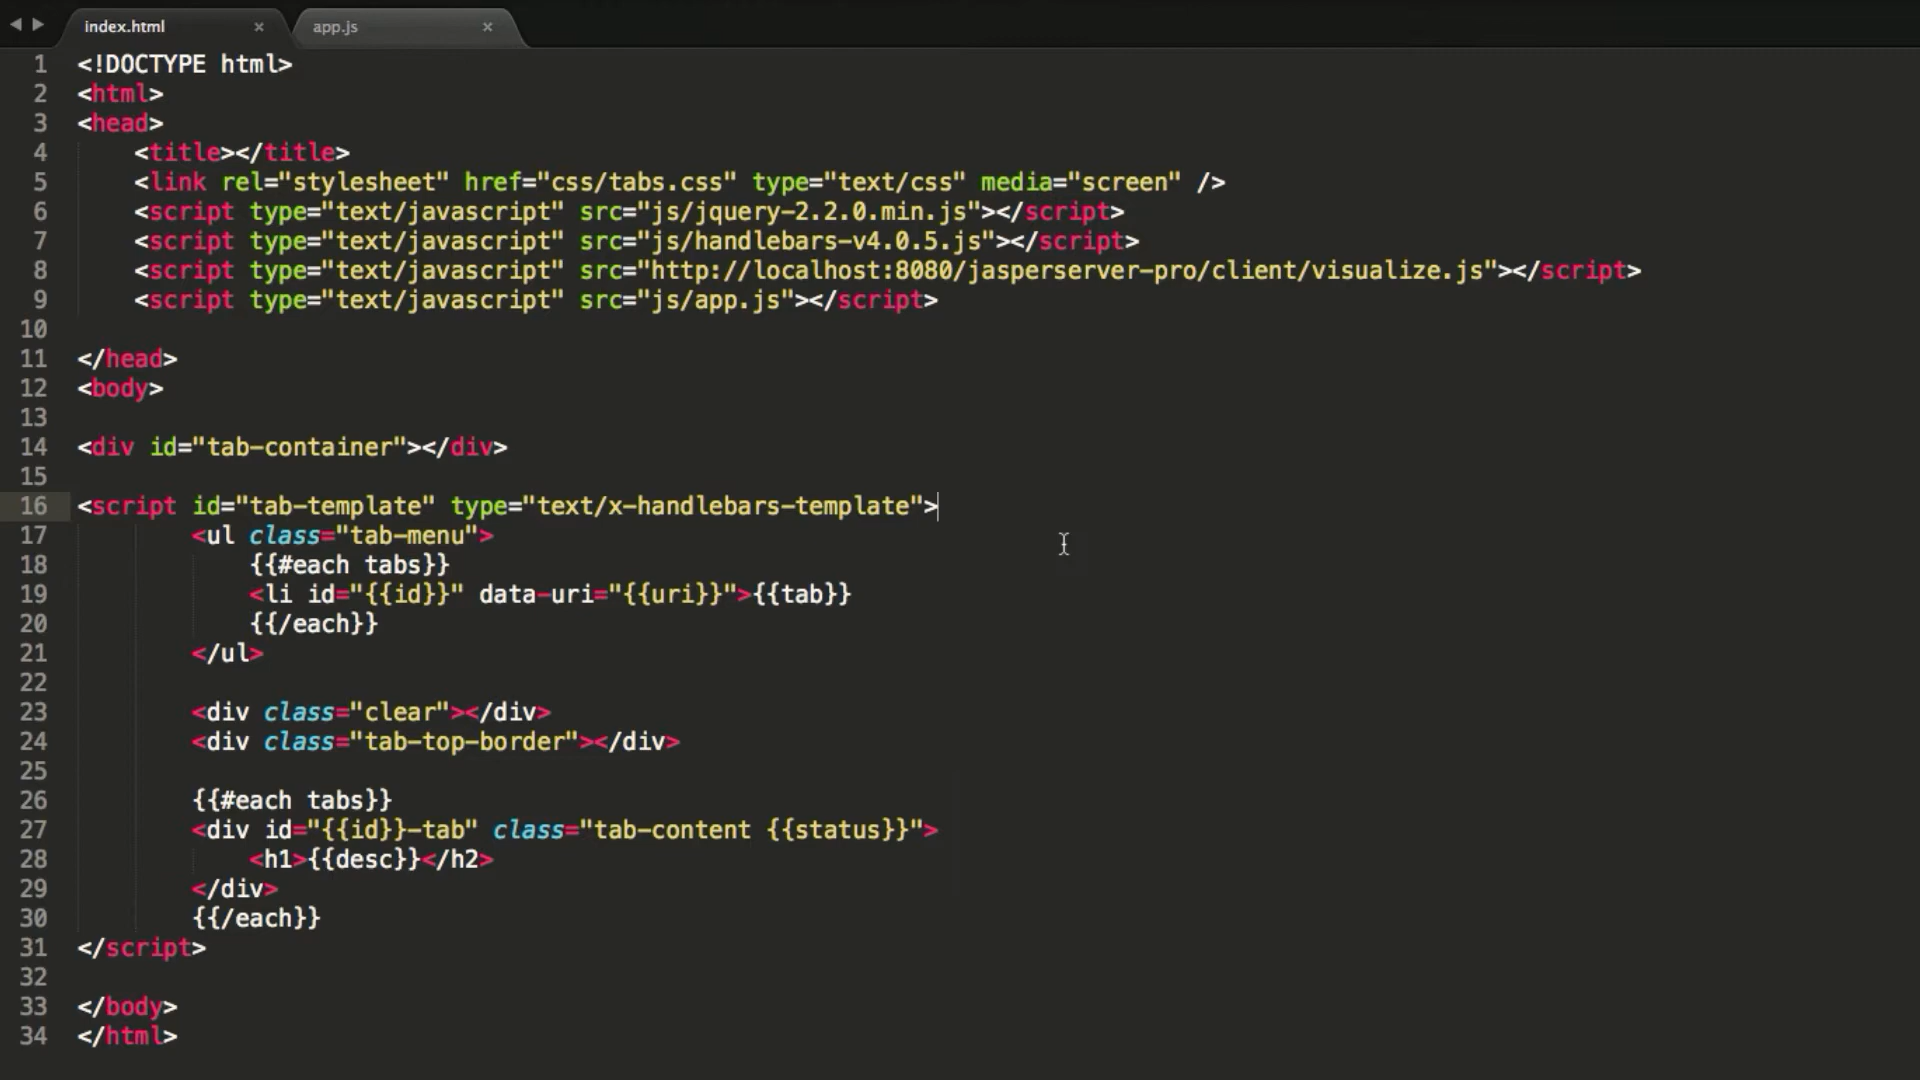 index.html × app.js ×
1 <!DOCTYPE html>
2 <html>
3 <head>
4 <title></title>
5 <link rel="stylesheet" href="css/tabs.css" type="text/css" media="screen" />
6 <script type="text/javascript" src="js/jquery-2.2.0.min.js"></script>
7 <script type="text/javascript" src="js/handlebars-v4.0.5.js"></script>
8 <script type="text/javascript" src="http://localhost:8080/jasperserver-pro/client/visualize.js"></script>
9 <script type="text/javascript" src="js/app.js"></script>
10
11 </head>
12 <body>
13
14 <div id="tab-container"></div>
15
16 <script id="tab-template" type="text/x-handlebars-template">
17 <ul class="tab-menu">
18 {{#each tabs}}
19 <li id="{{id}}" data-uri="{{uri}}">{{tab}}
20 {{/each}}
21 </ul>
22
23 <div class="clear"></div>
24 <div class="tab-top-border"></div>
25
26 {{#each tabs}}
27 <div id="{{id}}-tab" class="tab-content {{status}}">
28 <h1>{{desc}}</h2>
29 </div>
30 {{/each}}
31 </script>
32
33 </body>
34 </html>